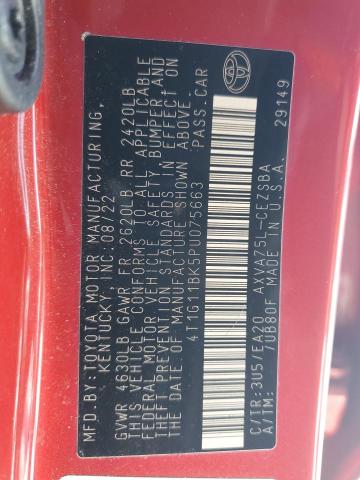 MFD.BY:TOYOTA MOTOR MANUFACTURING,
KENTUCKY, INC. 08/22
GVWR 4630LB GAWR FR 2620LB RR 2420LB
THIS VEHICLE CONFORMS TO ALL APPLICABLE
FEDERAL MOTOR VEHICLE SAFETY, BUMPER, AND
THEFT PREVENTION STANDARDS IN EFFECT ON
THE DATE OF MANUFACTURE SHOWN ABOVE.
4T1G11BK5PU075663 PASS.CAR
C/TR:3U5/EA20 AXVA75L-CEZSBA
A/TM: 7UB80F MADE IN U.S.A. 29149
TOYOTA